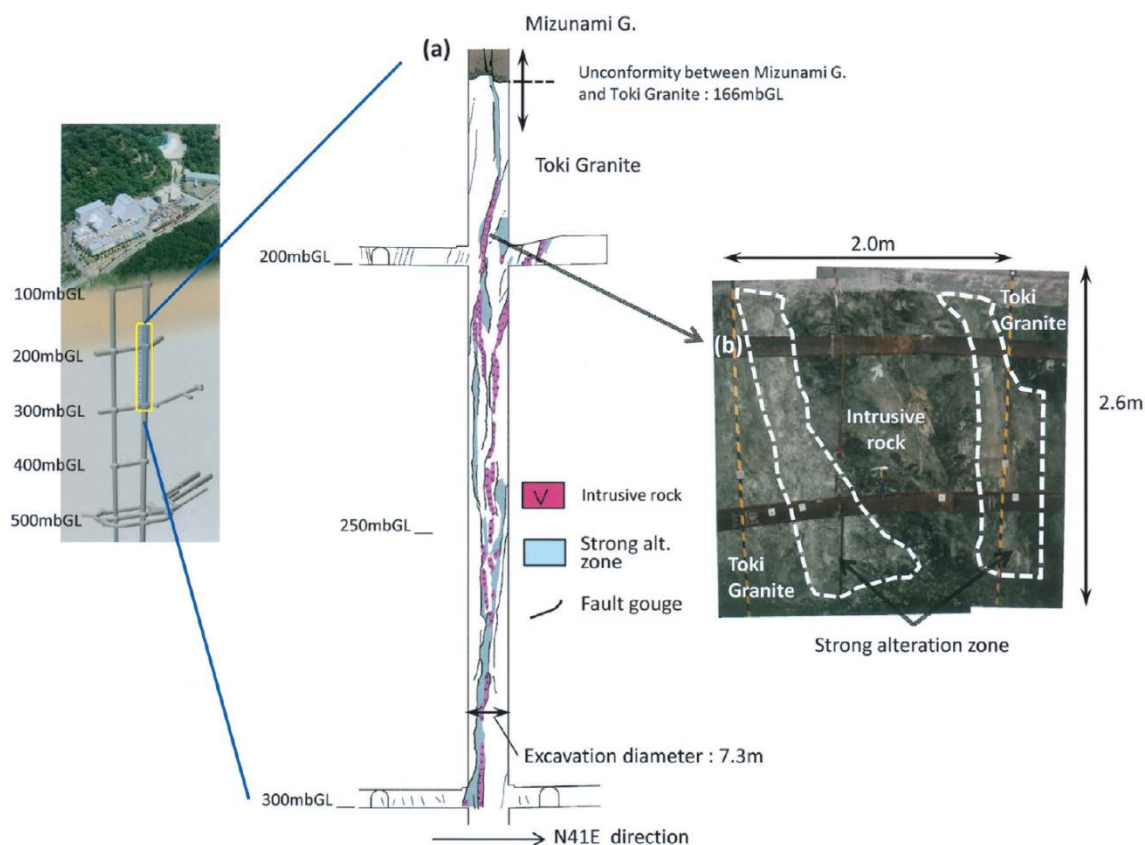 Mizunami G.
(a)
Unconformity between Mizunami G.
and Toki Granite : 166mbGL
Toki Granite
200mbGL
100mbGL
200mbGL
300mbGL
400mbGL
500mbGL
2.0m
Toki
Granite
(b)
Intrusive
rock
2.6m
Toki
Granite
Strong alteration zone
V
Intrusive rock
250mbGL
Strong alt.
zone
Fault gouge
Excavation diameter : 7.3m
300mbGL
N41E direction